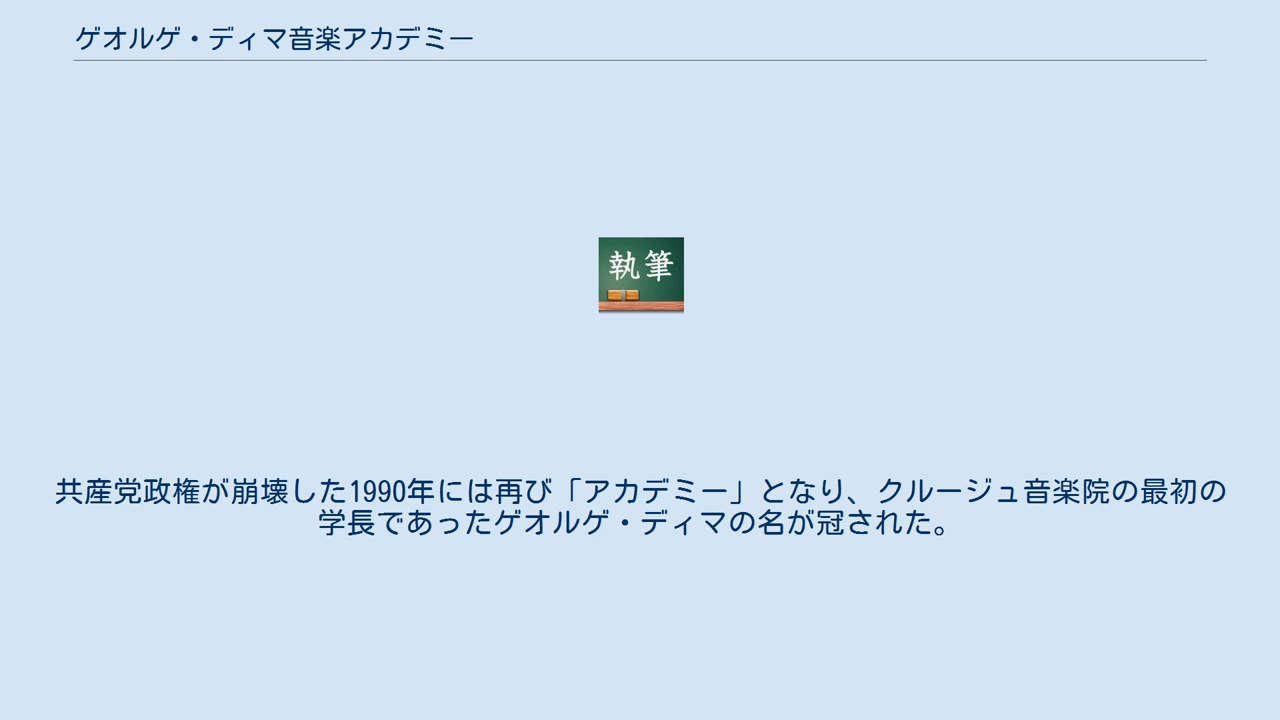 ゲオルゲ・ディマ音楽アカデミー
執筆
共産党政権が崩壊した1990年には再び「アカデミー」となり、クルージュ音楽院の最初の
学長であったゲオルゲ・ディマの名が冠された。